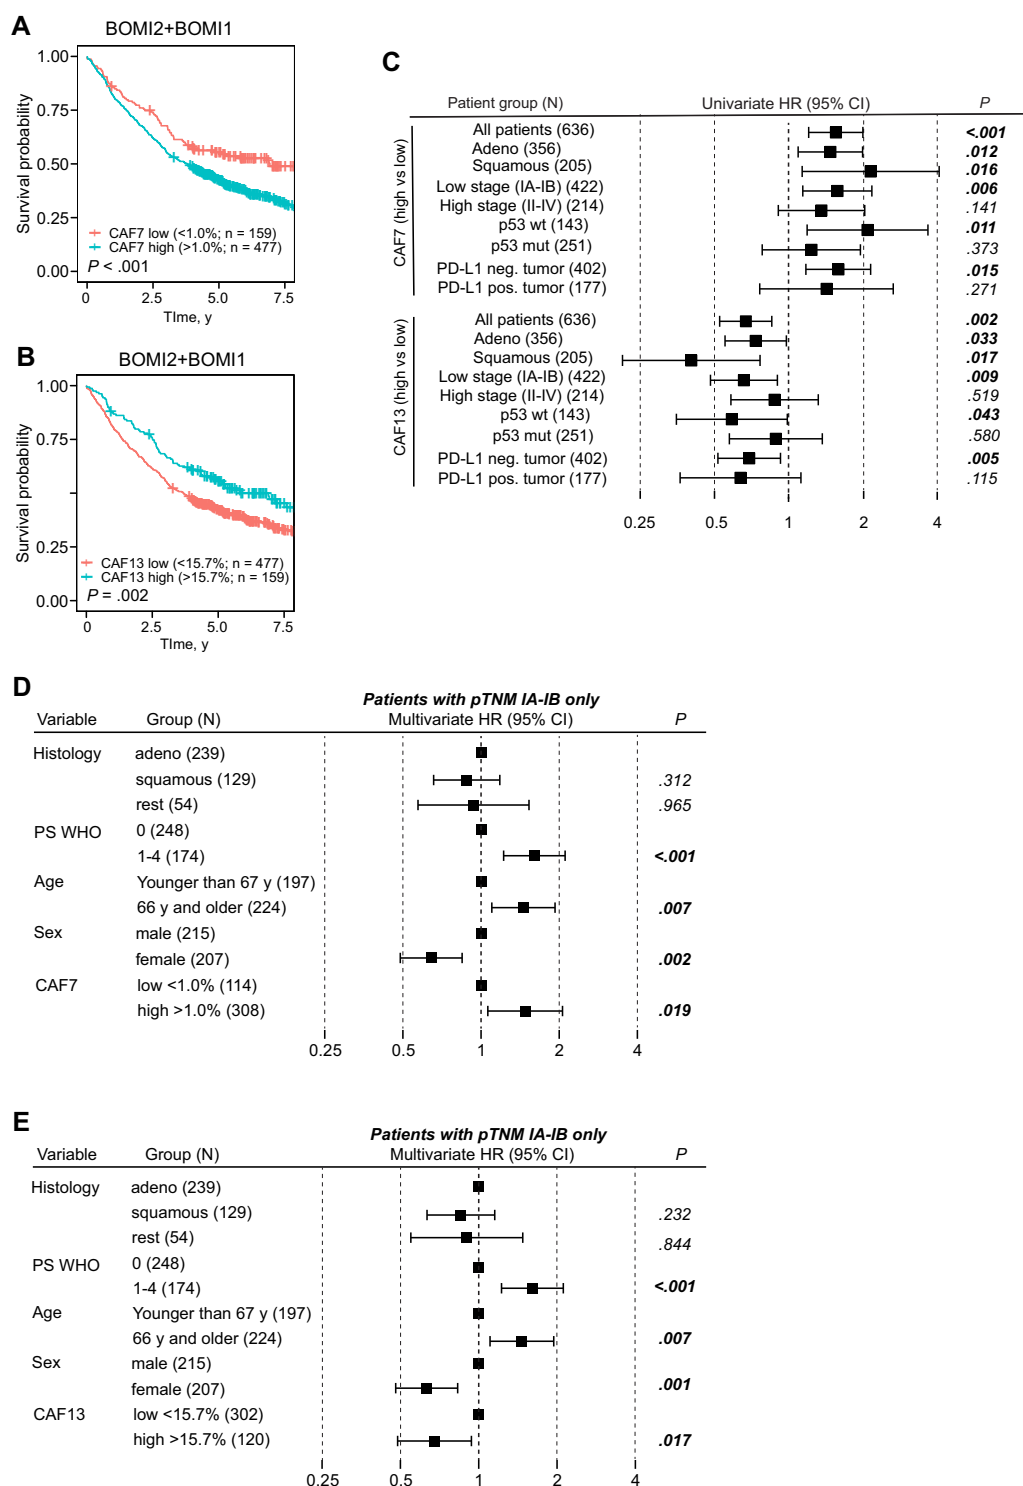 A
BOMI2+BOMI1
Survival probability
1.00
0.75
0.50
0.25
0.00
CAF7 low (<1.0%; n = 159)
CAF7 high (>1.0%; n = 477)
P < .001
0 2.5 5.0 7.5
TIme, y
B
BOMI2+BOMI1
Survival probability
1.00
0.75
0.25
0.00
CAF13 low (<15.7%; n = 477)
CAF13 high (>15.7%; n = 159)
P = .002
0 2.5 5.0 7.5
TIme, y
C
Patient group (N) Univariate HR (95% CI) P
CAF7 (high vs low)
All patients (636) <.001
Adeno (356) .012
Squamous (205) .016
Low stage (IA-IB) (422) .006
High stage (II-IV) (214) .141
p53 wt (143) .011
p53 mut (251) .373
PD-L1 neg. tumor (402) .015
PD-L1 pos. tumor (177) .271
CAF13 (high vs low)
All patients (636) .002
Adeno (356) .033
Squamous (205) .017
Low stage (IA-IB) (422) .009
High stage (II-IV) (214) .519
p53 wt (143) .043
p53 mut (251) .580
PD-L1 neg. tumor (402) .005
PD-L1 pos. tumor (177) .115
0.25 0.5 1 2 4
D
Patients with pTNM IA-IB only
Variable Group (N) Multivariate HR (95% CI) P
Histology adeno (239)
squamous (129) .312
rest (54) .965
PS WHO 0 (248)
1-4 (174) <.001
Age Younger than 67 y (197)
66 y and older (224) .007
Sex male (215)
female (207) .002
CAF7 low <1.0% (114)
high >1.0% (308) .019
0.25 0.5 1 2 4
E
Patients with pTNM IA-IB only
Variable Group (N) Multivariate HR (95% CI) P
Histology adeno (239)
squamous (129) .232
rest (54) .844
PS WHO 0 (248)
1-4 (174) <.001
Age Younger than 67 y (197)
66 y and older (224) .007
Sex male (215)
female (207) .001
CAF13 low <15.7% (302)
high >15.7% (120) .017
0.25 0.5 1 2 4